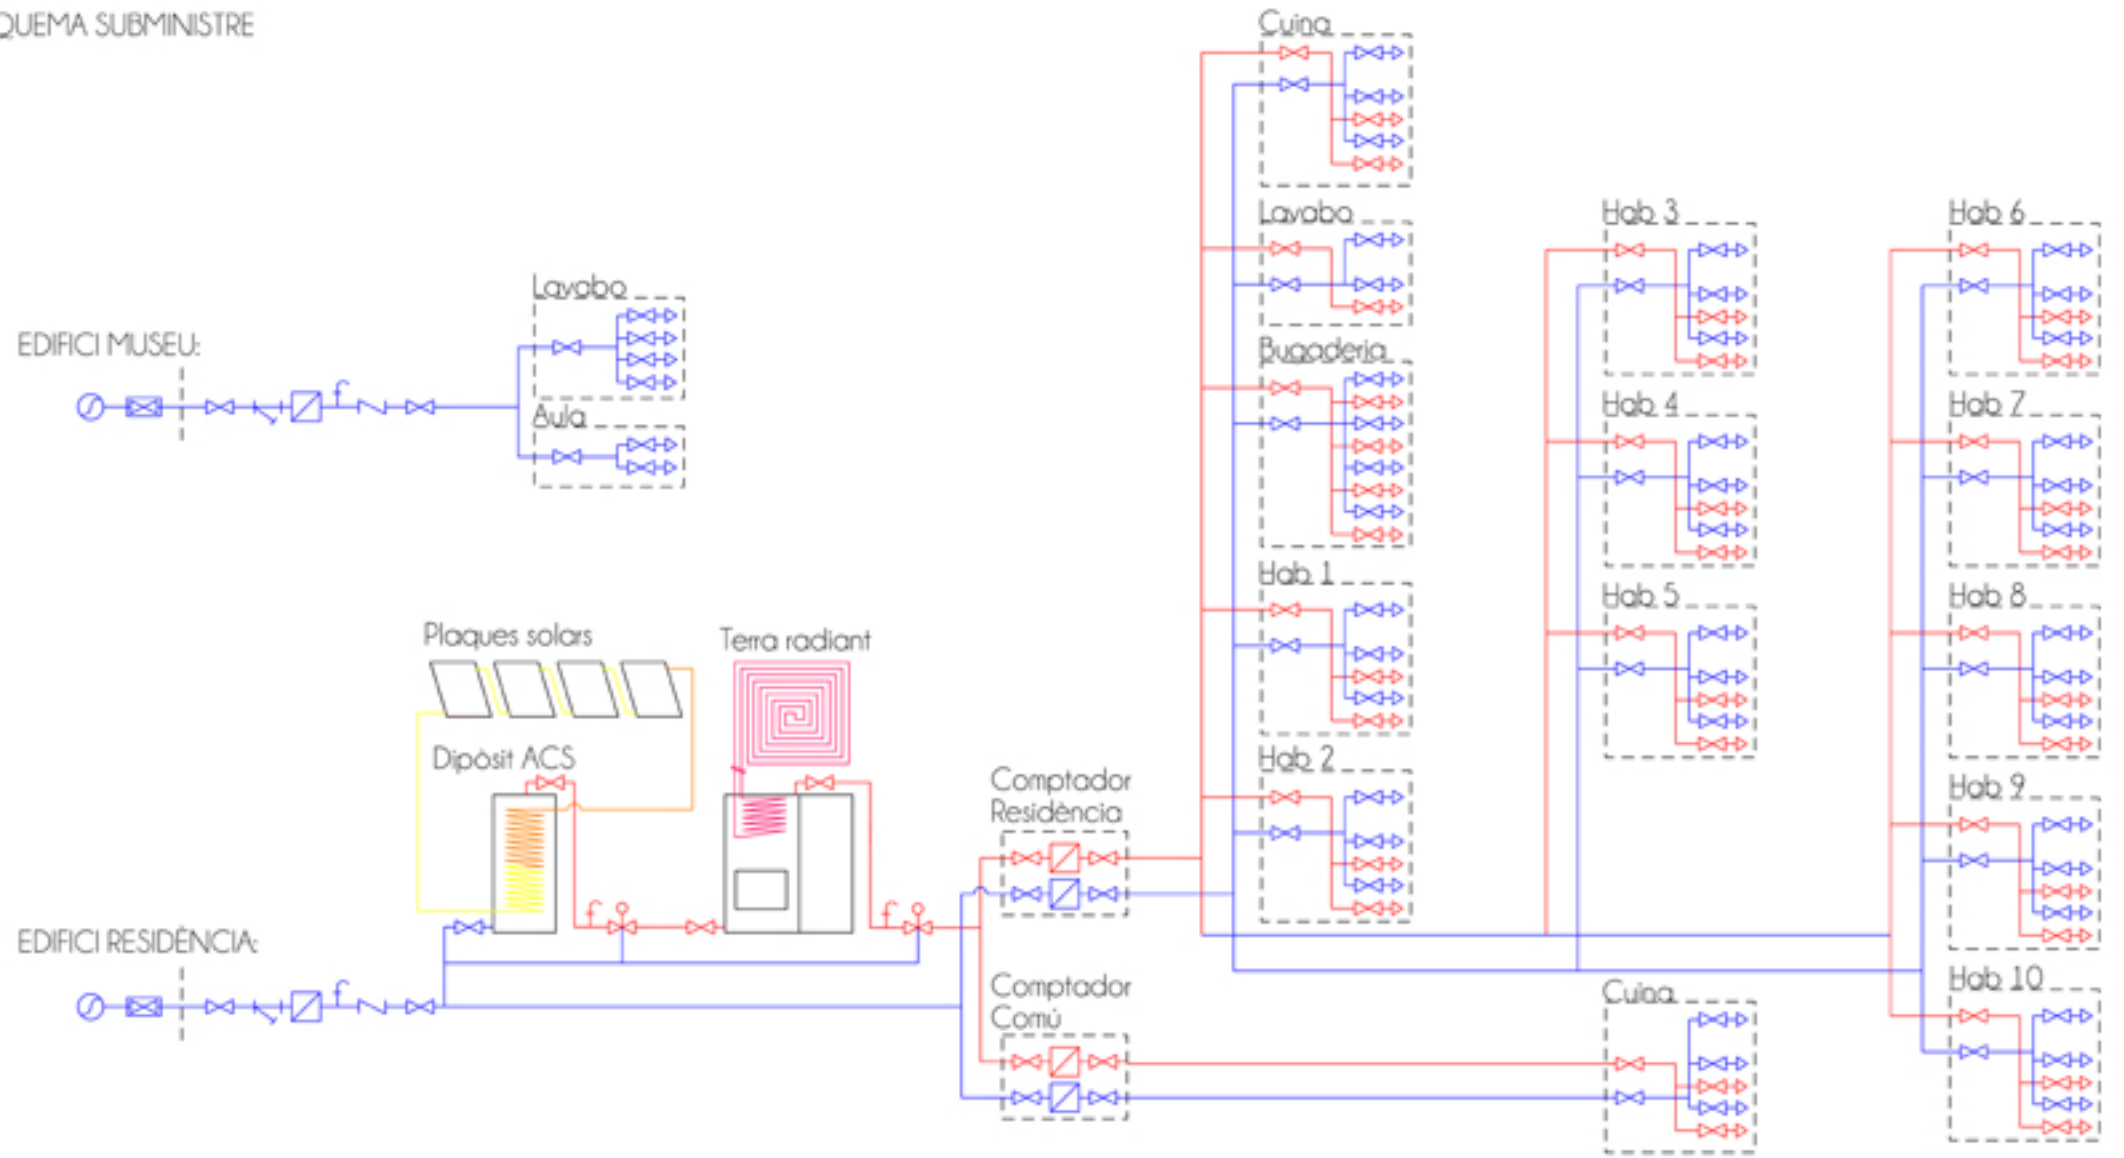 QUEMA SUBMINISTRE
Cuina
Lavabo
Hab 3
Hab 6
Lavabo
EDIFICI MUSEU:
Bugaderia
Aula
Hab 4
Hab 7
Hab 1
Hab 5
Hab 8
Plaques solars
Terra radiant
Dipòsit ACS
Hab 2
Comptador
Residència
Hab 9
EDIFICI RESIDÈNCIA:
Comptador
Comú
Cuina
Hab 10